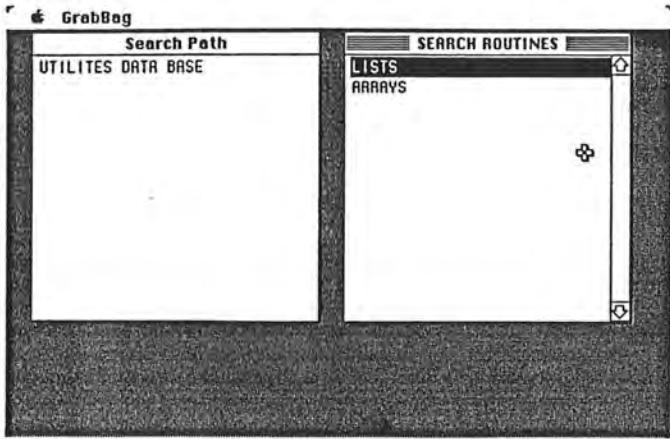 GrabBag
Search Path
UTILITES DATA BASE
SEARCH ROUTINES
LISTS
ARRAYS